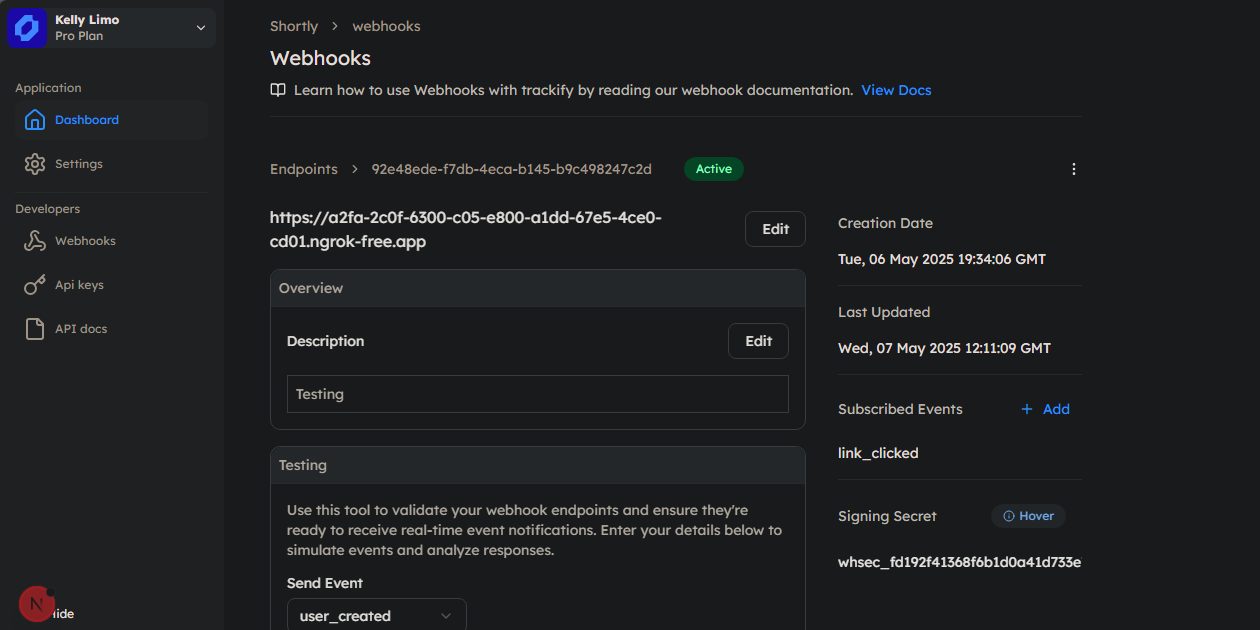 Kelly Limo
Pro Plan
Application
Dashboard
Settings
Developers
Webhooks
Api keys
API docs
N
ide
Shortly > webhooks
Webhooks
Learn how to use Webhooks with trackify by reading our webhook documentation. View Docs
Endpoints > 92e48ede-f7db-4eca-b145-b9c498247c2d Active
https://a2fa-2c0f-6300-c05-e800-a1dd-67e5-4ce0-
cd01.ngrok-free.app
Edit
Overview
Description
Edit
Testing
Testing
Use this tool to validate your webhook endpoints and ensure they're
ready to receive real-time event notifications. Enter your details below to
simulate events and analyze responses.
Send Event
user_created
Creation Date
Tue, 06 May 2025 19:34:06 GMT
Last Updated
Wed, 07 May 2025 12:11:09 GMT
Subscribed Events
+ Add
link_clicked
Signing Secret
Hover
whsec_fd192f41368f6b1d0a41d733e